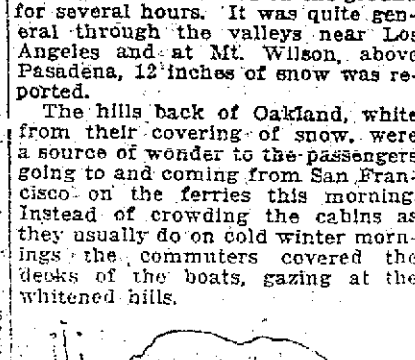 for several hours. It was quite gen-
eral through the valleys near Los
Angeles and at Mt. Wilson, above
Pasadena, 12 inches of snow was re-
ported.
The hills back of Oakland, white
from their covering of snow, were
a source of wonder to the passengers
going to and coming from San Fran-
cisco on the ferries this morning.
Instead of crowding the cabins as
they usually do on cold winter morn-
ings the commuters covered the
decks of the boats, gazing at the
whitened hills.